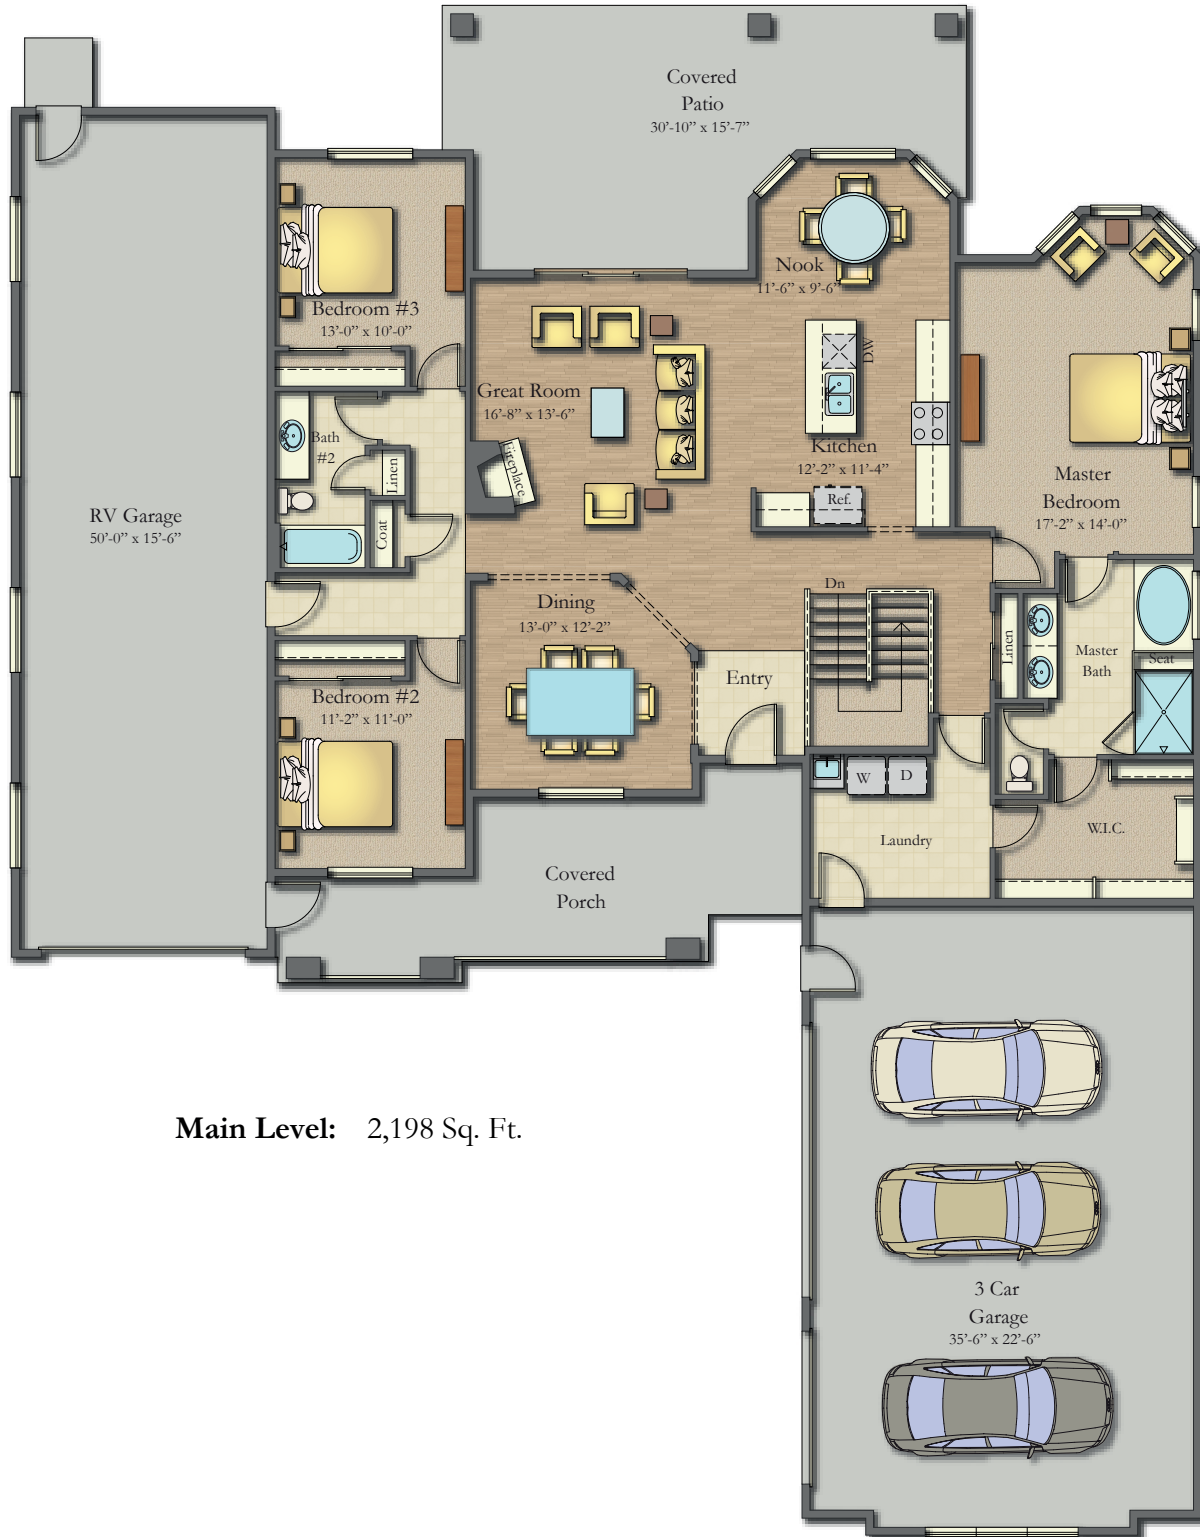 Covered
Patio
30'-10” x 15'-7”
Nook
11'-6” x 9'-6”
Bedroom #3
13'-0” x 10'-0”
D.W
Great Room
16'-8” x 13'-6”
Kitchen
12'-2” x 11'-4”
Ref.
Fireplace
Bath
#2
Linen
Coat
Master
Bedroom
17'-2” x 14'-0”
RV Garage
50'-0” x 15'-6”
Dn
Dining
13'-0” x 12'-2”
Linen
Master
Bath
Seat
Entry
Bedroom #2
11'-2” x 11'-0”
W
D
Laundry
W.I.C.
Covered
Porch
Main Level: 2,198 Sq. Ft.
3 Car
Garage
35'-6” x 22'-6”